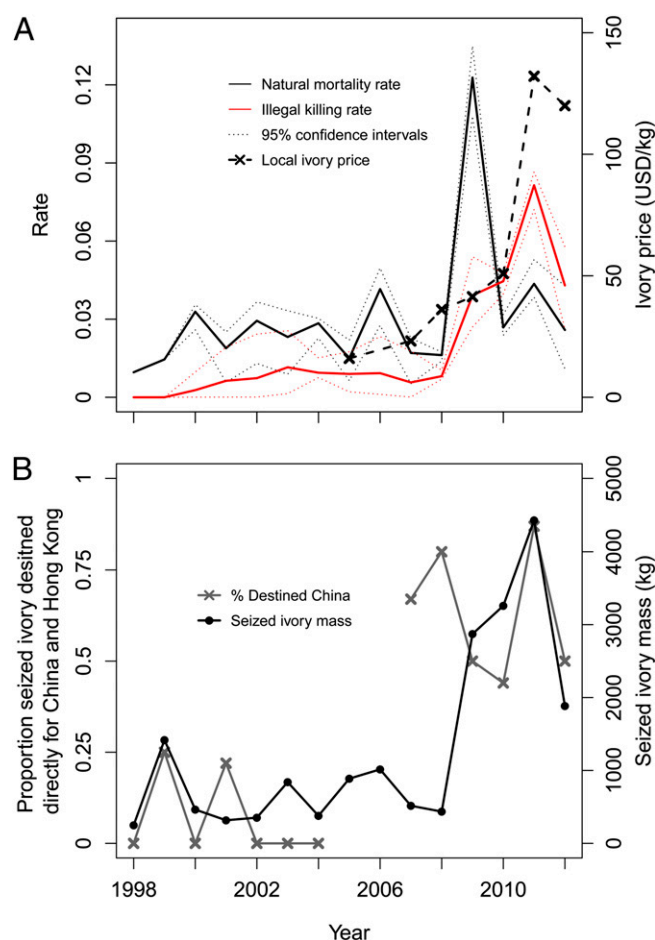 A
Rate
0.12
0.09
0.06
0.03
0
Natural mortality rate
Illegal killing rate
95% confidence intervals
Local ivory price
150
100
50
0
Ivory price (USD/kg)
B
Proportion seized ivory desitned
directly for China and Hong Kong
1
0.75
0.5
0.25
0
% Destined China
Seized ivory mass
5000
4000
3000
2000
1000
0
Seized ivory mass (kg)
1998
2002
2006
2010
Year